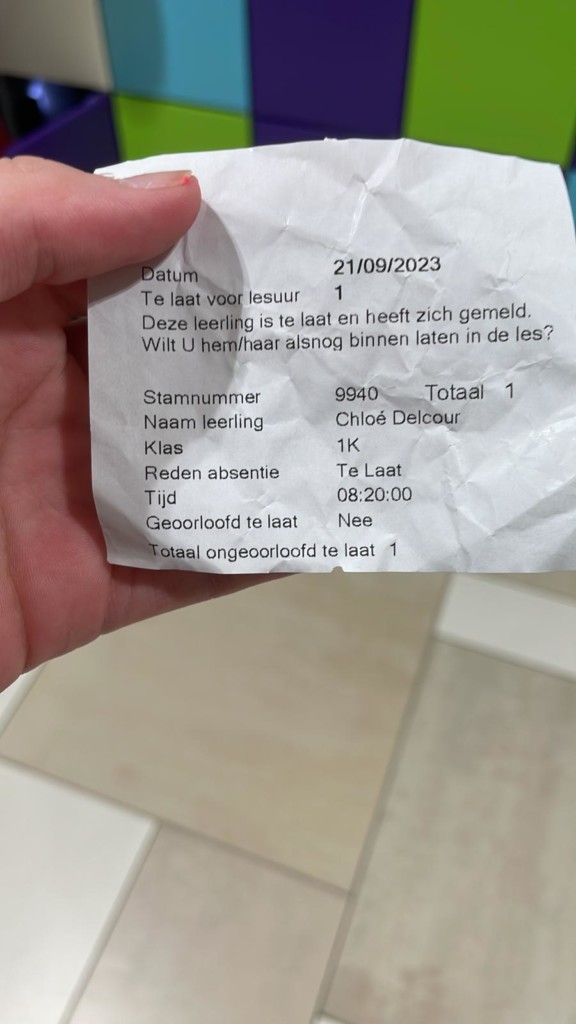 Datum 21/09/2023
Te laat voor lesuur 1
Deze leerling is te laat en heeft zich gemeld.
Wilt U hem/haar alsnog binnen laten in de les?
Stamnummer 9940 Totaal 1
Naam leerling Chloé Delcour
Klas 1K
Reden absentie Te Laat
Tijd 08:20:00
Geoorloofd te laat Nee
Totaal ongeoorloofd te laat 1